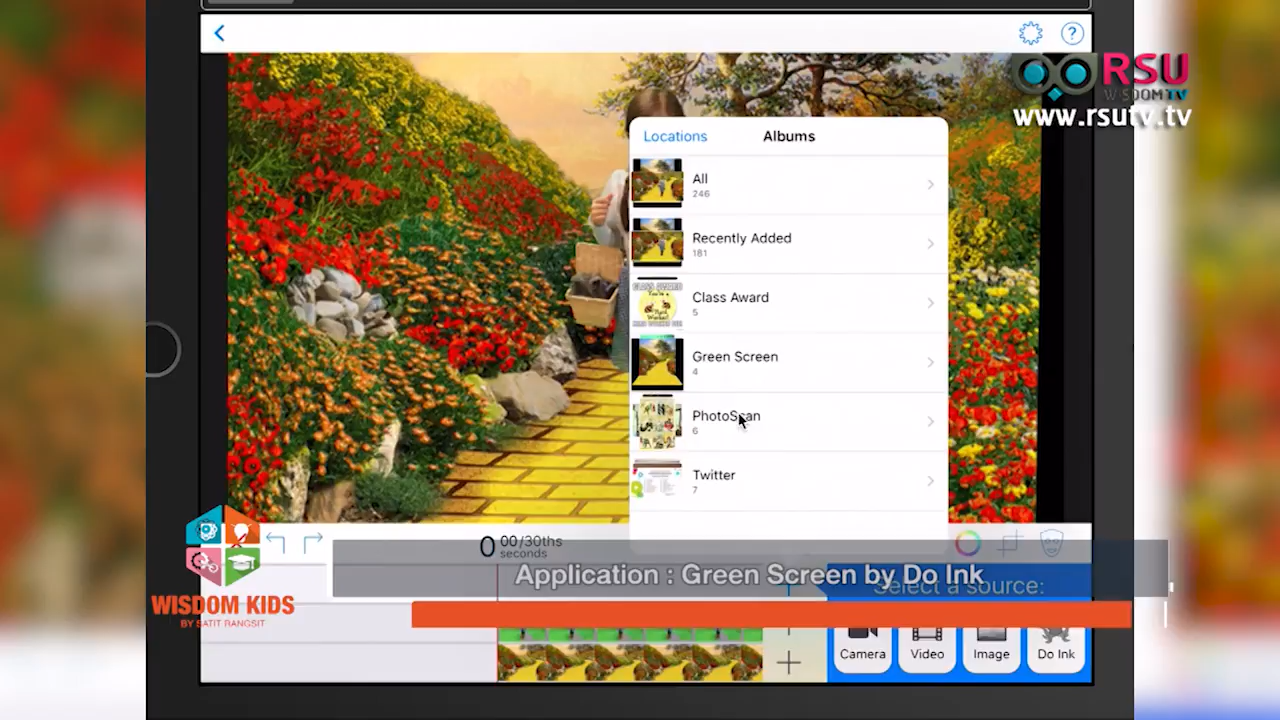 RSU
WISDOM TV
www.rsutv.tv
?
Locations
Albums
All
246
Recently Added
181
Class Award
5
Green Screen
4
PhotoScan
6
Twitter
7
0 00/30ths
seconds
Application : Green Screen by Do Ink
Select a source:
WISDOM KIDS
BY SATIT RANGSIT
Camera
Video
Image
Do Ink